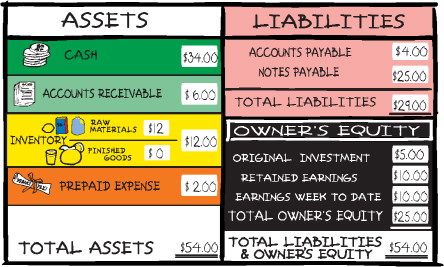 ASSETS
CASH $34.00
ACCOUNTS RECEIVABLE $6.00
INVENTORY
RAW MATERIALS $12
FINISHED GOODS $0
$12.00
PREPAID EXPENSE $2.00
TOTAL ASSETS $54.00
LIABILITIES
ACCOUNTS PAYABLE $4.00
NOTES PAYABLE $25.00
TOTAL LIABILITIES $29.00
OWNER'S EQUITY
ORIGINAL INVESTMENT $5.00
RETAINED EARNINGS $10.00
EARNINGS WEEK TO DATE $10.00
TOTAL OWNER'S EQUITY $25.00
TOTAL LIABILITIES
& OWNER'S EQUITY $54.00